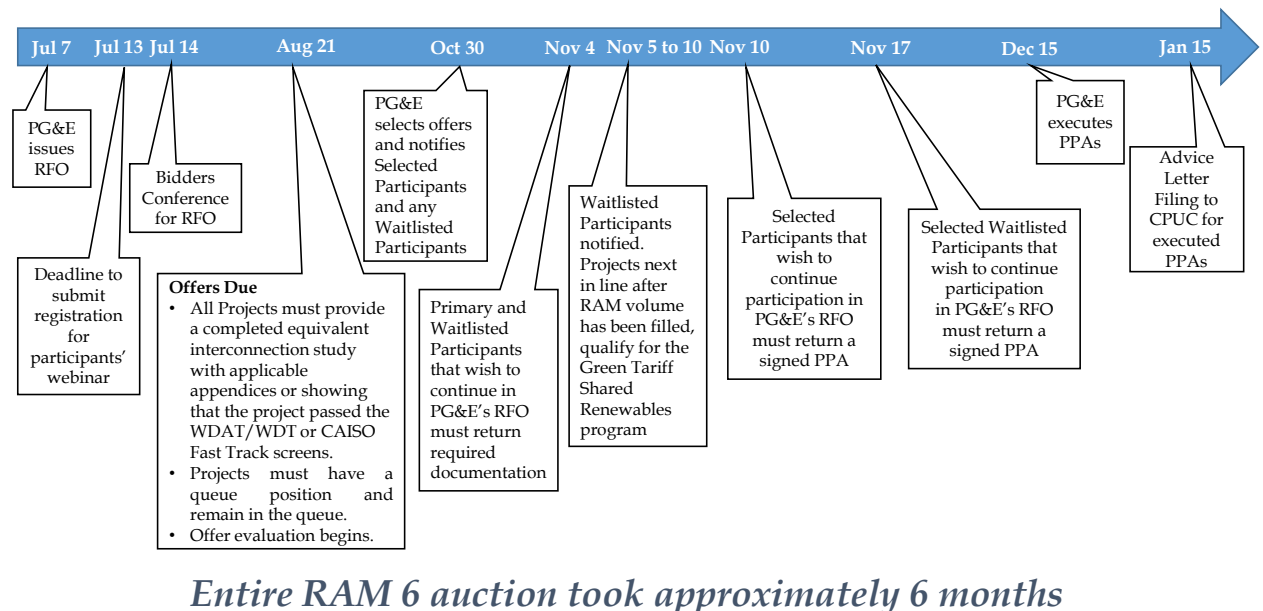 Jul 7
Jul 13
Jul 14
Aug 21
Oct 30
Nov 4
Nov 5 to 10
Nov 10
Nov 17
Dec 15
Jan 15
PG&E
issues
RFO
Deadline to
submit
registration
for
participants’
webinar
Bidders
Conference
for RFO
Offers Due
• All Projects must provide
a completed equivalent
interconnection study
with applicable
appendices or showing
that the project passed the
WDAT/WDT or CAISO
Fast Track screens.
• Projects must have a
queue position and
remain in the queue.
• Offer evaluation begins.
PG&E
selects offers
and notifies
Selected
Participants
and any
Waitlisted
Participants
Primary and
Waitlisted
Participants
that wish to
continue in
PG&E’s RFO
must return
required
documentation
Waitlisted
Participants
notified.
Projects next
in line after
RAM volume
has been filled,
qualify for the
Green Tariff
Shared
Renewables
program
Selected
Participants that
wish to
continue
participation in
PG&E’s RFO
must return a
signed PPA
Selected Waitlisted
Participants that
wish to continue
participation
in PG&E’s RFO
must return a
signed PPA
PG&E
executes
PPAs
Advice
Letter
Filing to
CPUC for
executed
PPAs
Entire RAM 6 auction took approximately 6 months